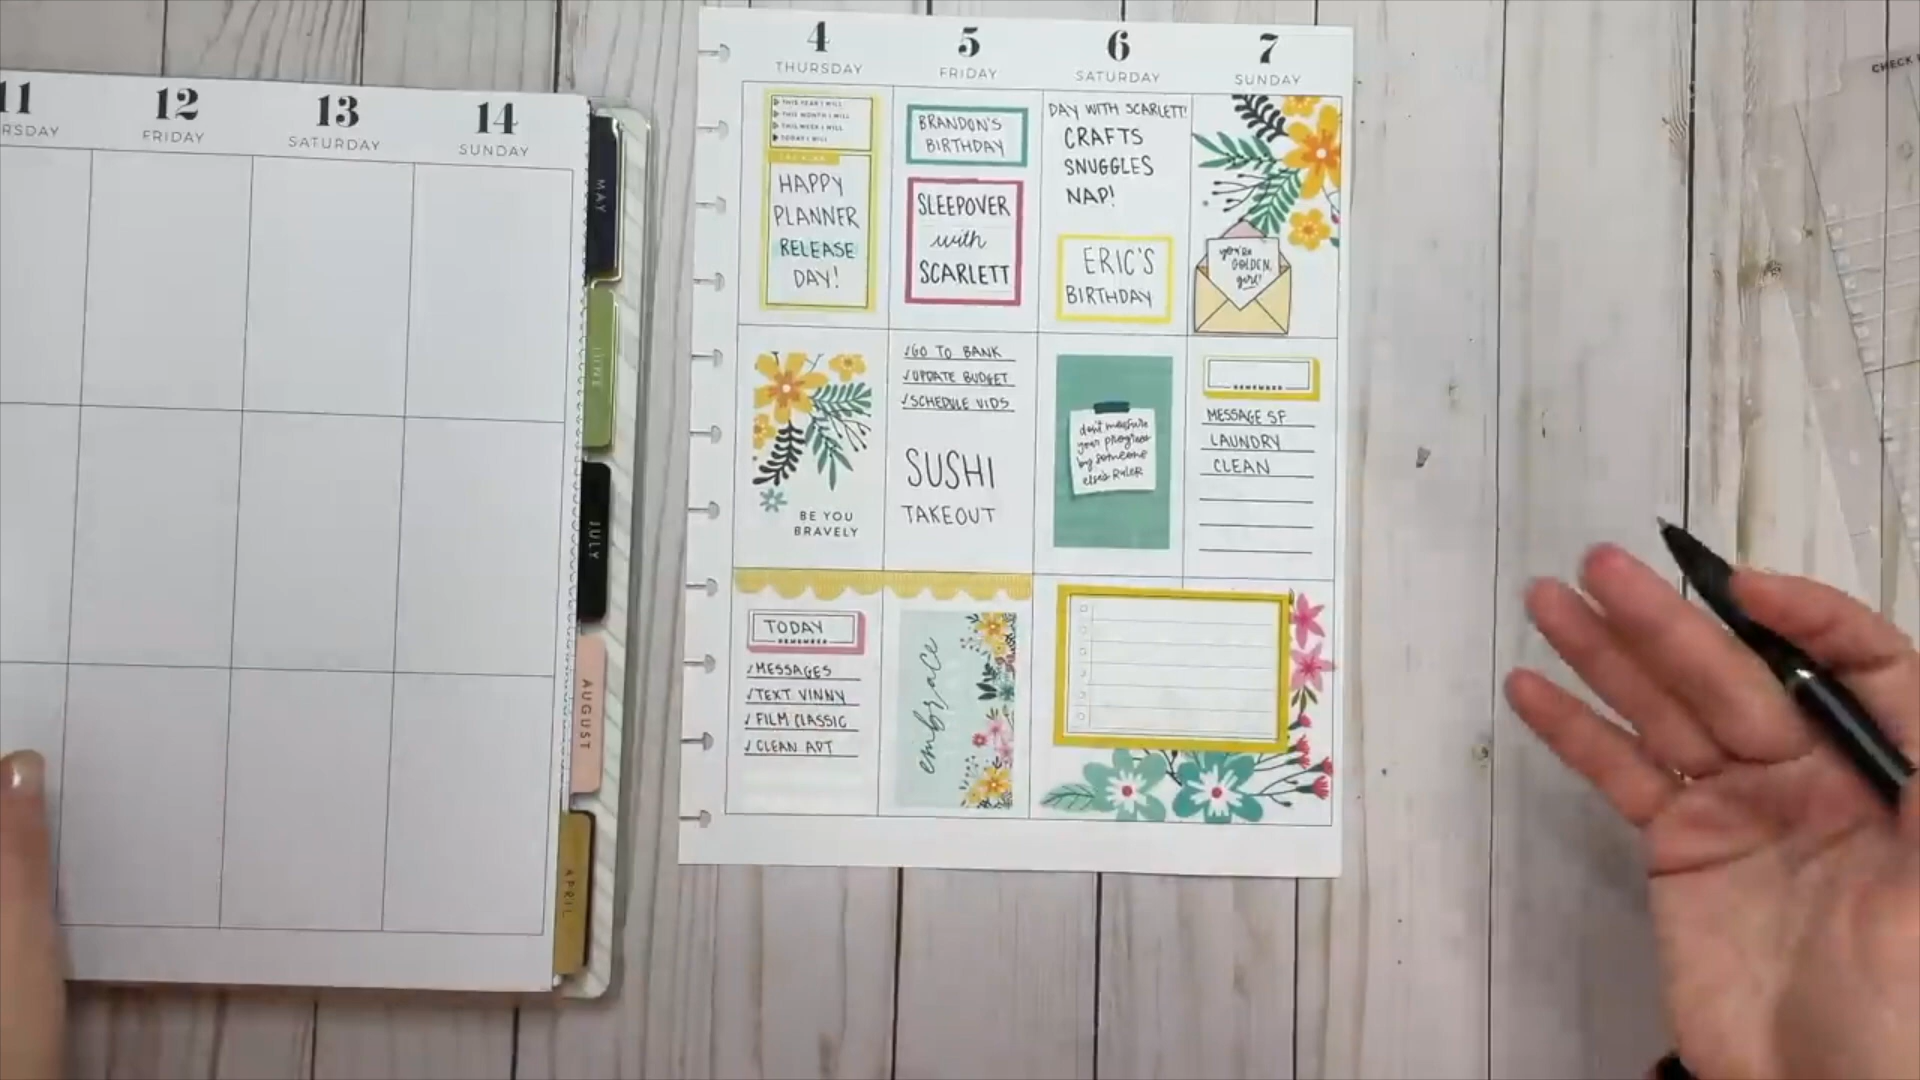 11
RSDAY
12
FRIDAY
13
SATURDAY
14
SUNDAY
MAY
JUNE
JULY
AUGUST
APRIL
4
THURSDAY
5
FRIDAY
6
SATURDAY
7
SUNDAY
THIS YEAR I WILL
THIS MONTH I WILL
THIS WEEK I WILL
TODAY I WILL
HAPPY
PLANNER
RELEASE
DAY!
BRANDON'S
BIRTHDAY
SLEEPOVER
with
SCARLETT
DAY WITH SCARLETT!
CRAFTS
SNUGGLES
NAP!
ERIC'S
BIRTHDAY
you're
GOLDEN,
girl!
BE YOU
BRAVELY
✓GO TO BANK
✓UPDATE BUDGET
✓SCHEDULE VIDS
SUSHI
TAKEOUT
don't measure
your progress
by someone
else's RuleR
REMEMBER
MESSAGE SF
LAUNDRY
CLEAN
TODAY
REMEMBER
✓MESSAGES
✓TEXT VINNY
✓FILM CLASSIC
✓CLEAN APT
embrace
CHECK